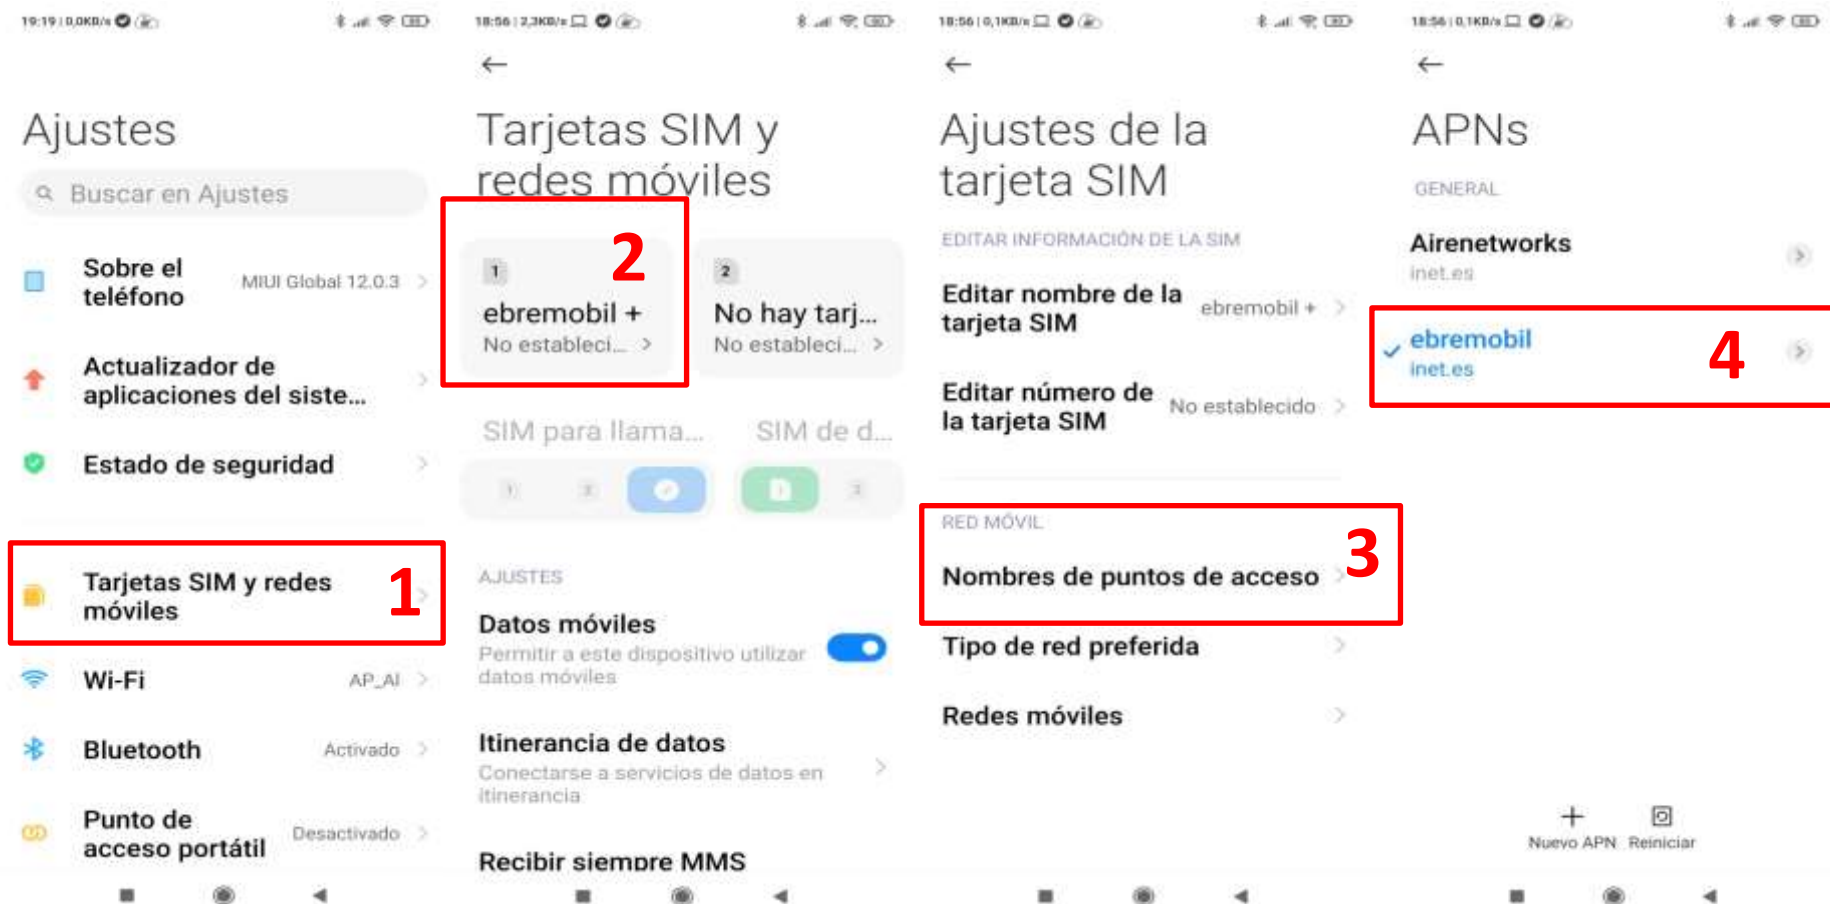 19:19 | 0,0KB/s
Ajustes
Buscar en Ajustes
Sobre el
teléfono
MIUI Global 12.0.3
Actualizador de
aplicaciones del siste...
Estado de seguridad
Tarjetas SIM y redes
móviles
1
Wi-Fi
AP_AI
Bluetooth
Activado
Punto de
acceso portátil
Desactivado
18:56 | 2,3KB/s
Tarjetas SIM y
redes móviles
2
1
ebremobil +
No estableci...
2
No hay tarj...
No estableci...
SIM para llama...
SIM de d...
1 2
1 2
AJUSTES
Datos móviles
Permitir a este dispositivo utilizar
datos móviles
Itinerancia de datos
Conectarse a servicios de datos en
itinerancia
Recibir siempre MMS
18:56 | 0,1KB/s
Ajustes de la
tarjeta SIM
EDITAR INFORMACIÓN DE LA SIM
Editar nombre de la
tarjeta SIM
ebremobil +
Editar número de
la tarjeta SIM
No establecido
RED MÓVIL
3
Nombres de puntos de acceso
Tipo de red preferida
Redes móviles
18:56 | 0,1KB/s
APNs
GENERAL
Airenetworks
inet.es
ebremobil
inet.es
4
Nuevo APN
Reiniciar